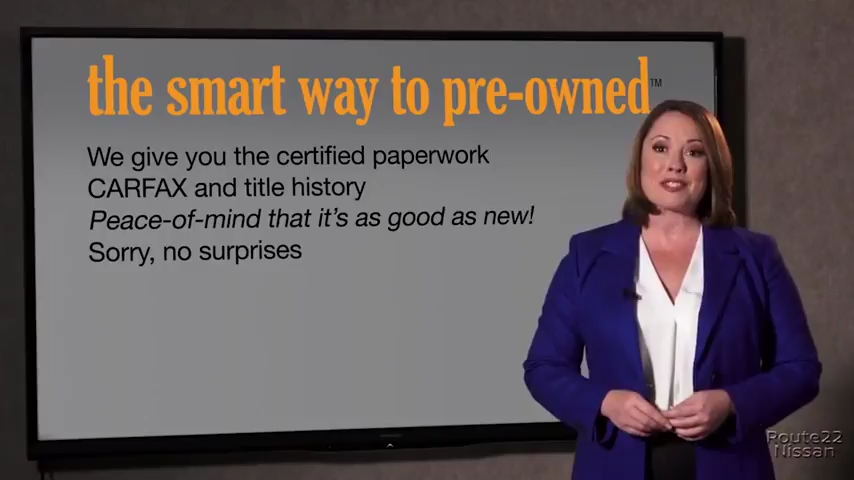 the smart way to pre-owned™
We give you the certified paperwork
CARFAX and title history
Peace-of-mind that it's as good as new!
Sorry, no surprises
Route22
Nissan